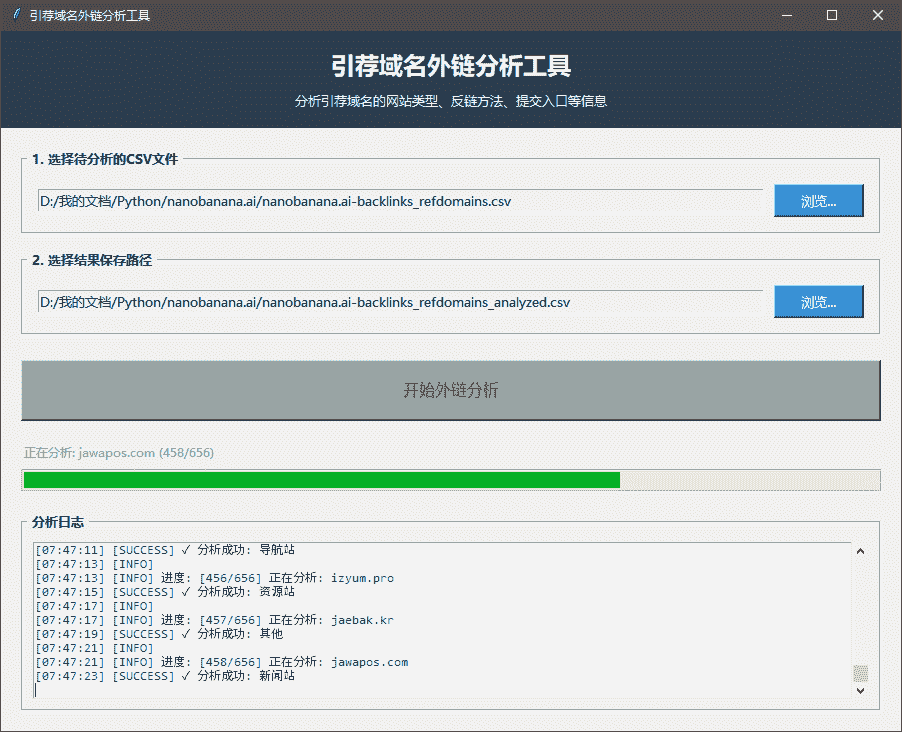 引荐域名外链分析工具
引荐域名外链分析工具
分析引荐域名的网站类型、反链方法、提交入口等信息
1. 选择待分析的CSV文件
D:/我的文档/Python/nanobanana.ai/nanobanana.ai-backlinks_refdomains.csv
浏览...
2. 选择结果保存路径
D:/我的文档/Python/nanobanana.ai/nanobanana.ai-backlinks_refdomains_analyzed.csv
浏览...
开始外链分析
正在分析: jawapos.com (458/656)
分析日志
[07:47:11] [SUCCESS] ✓ 分析成功: 导航站
[07:47:13] [INFO]
[07:47:13] [INFO] 进度: [456/656] 正在分析: izyum.pro
[07:47:15] [SUCCESS] ✓ 分析成功: 资源站
[07:47:17] [INFO]
[07:47:17] [INFO] 进度: [457/656] 正在分析: jaebak.kr
[07:47:19] [SUCCESS] ✓ 分析成功: 其他
[07:47:21] [INFO]
[07:47:21] [INFO] 进度: [458/656] 正在分析: jawapos.com
[07:47:23] [SUCCESS] ✓ 分析成功: 新闻站